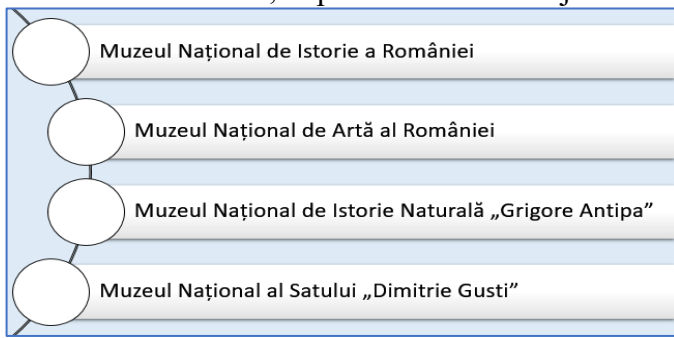 Muzeul Național de Istorie a României
Muzeul Național de Artă al României
Muzeul Național de Istorie Naturală „Grigore Antipa”
Muzeul Național al Satului „Dimitrie Gusti”